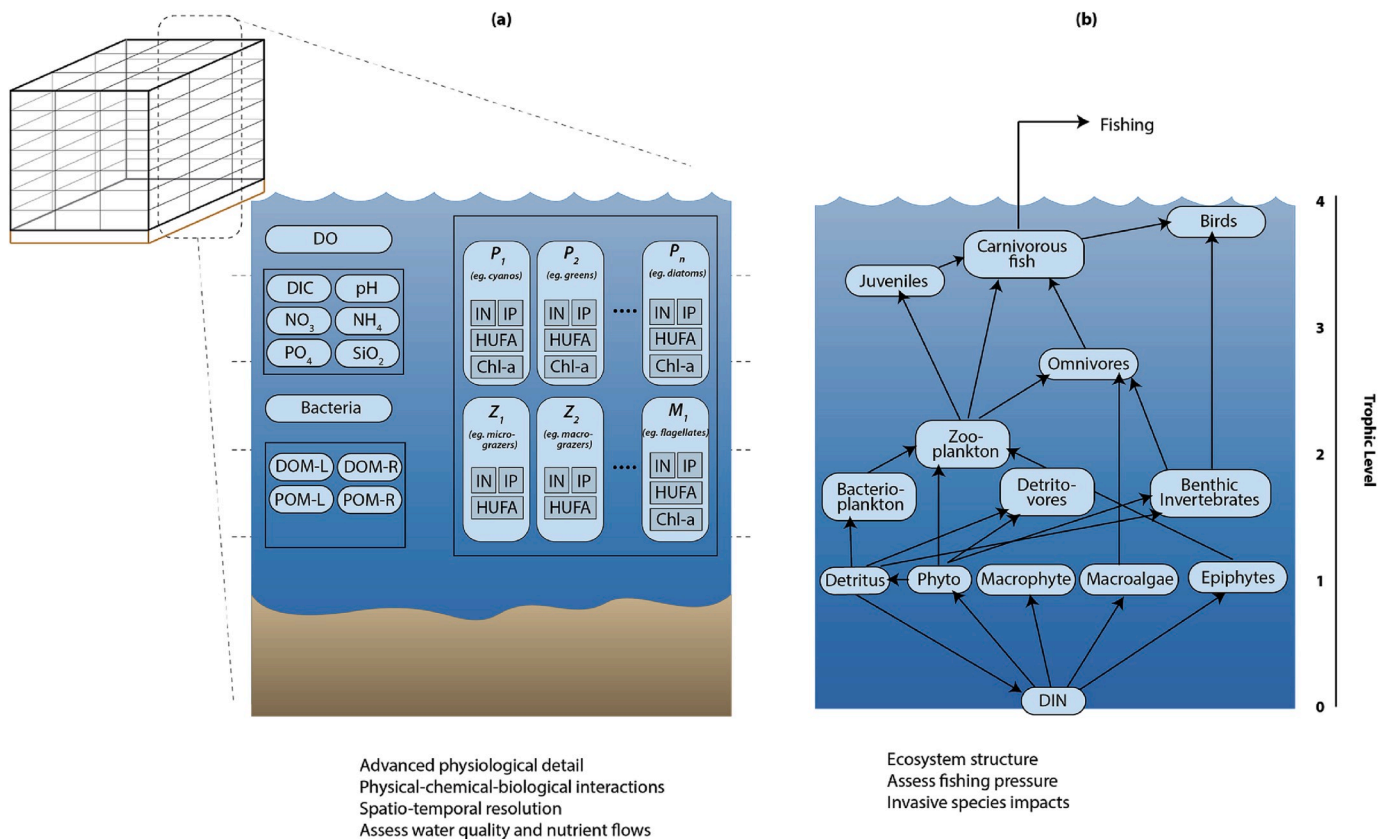 (a)
DO
DIC
pH
NO3
NH4
PO4
SiO2
Bacteria
DOM-L
DOM-R
POM-L
POM-R
P1
(eg. cyanos)
IN
IP
HUFA
Chl-a
P2
(eg. greens)
IN
IP
HUFA
Chl-a
....
Pn
(eg. diatoms)
IN
IP
HUFA
Chl-a
Z1
(eg. micro-
grazers)
IN
IP
HUFA
Z2
(eg. macro-
grazers)
IN
IP
HUFA
....
M1
(eg. flagellates)
IN
IP
HUFA
Chl-a
Advanced physiological detail
Physical-chemical-biological interactions
Spatio-temporal resolution
Assess water quality and nutrient flows
(b)
Fishing
Birds
Carnivorous
fish
Juveniles
Omnivores
Zoo-
plankton
Bacterio-
plankton
Detrito-
vores
Benthic
Invertebrates
Detritus
Phyto
Macrophyte
Macroalgae
Epiphytes
DIN
4
3
2
1
0
Trophic Level
Ecosystem structure
Assess fishing pressure
Invasive species impacts